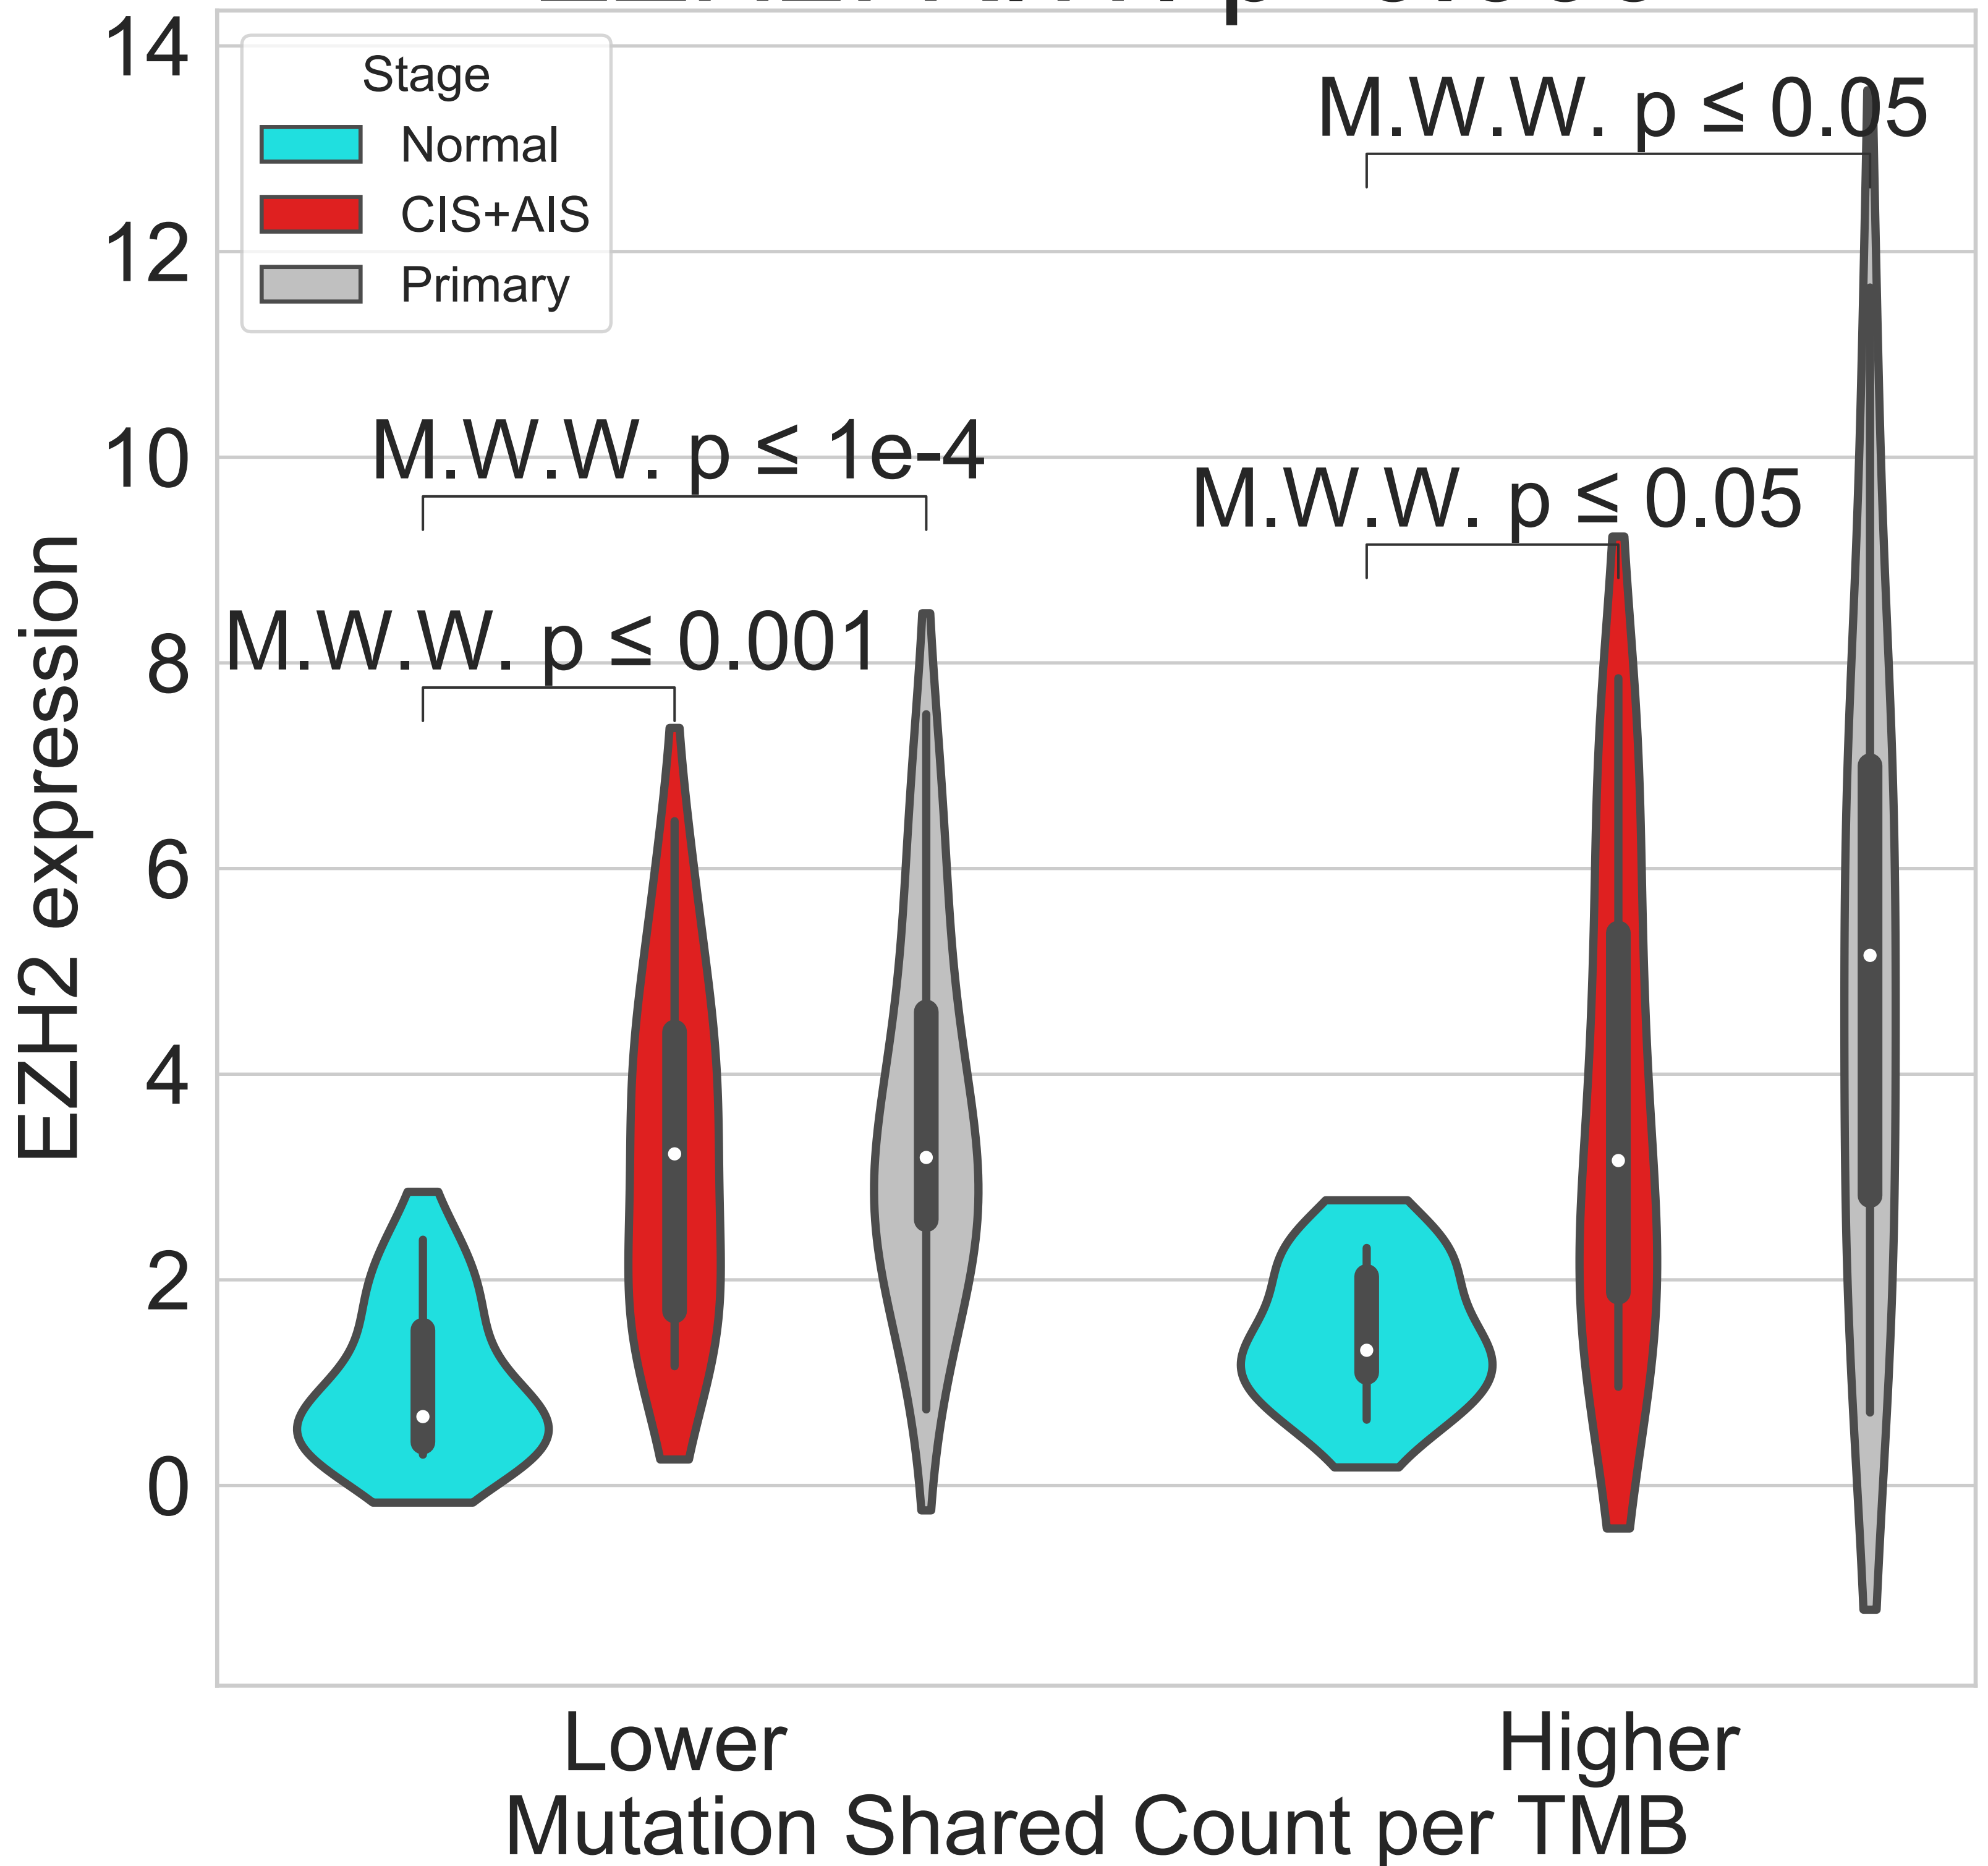 14
12
10
8
6
4
2
0
EZH2 expression
Stage
Normal
CIS+AIS
Primary
M.W.W. p ≤ 0.05
M.W.W. p ≤ 1e-4
M.W.W. p ≤ 0.05
M.W.W. p ≤ 0.001
Lower
Higher
Mutation Shared Count per TMB